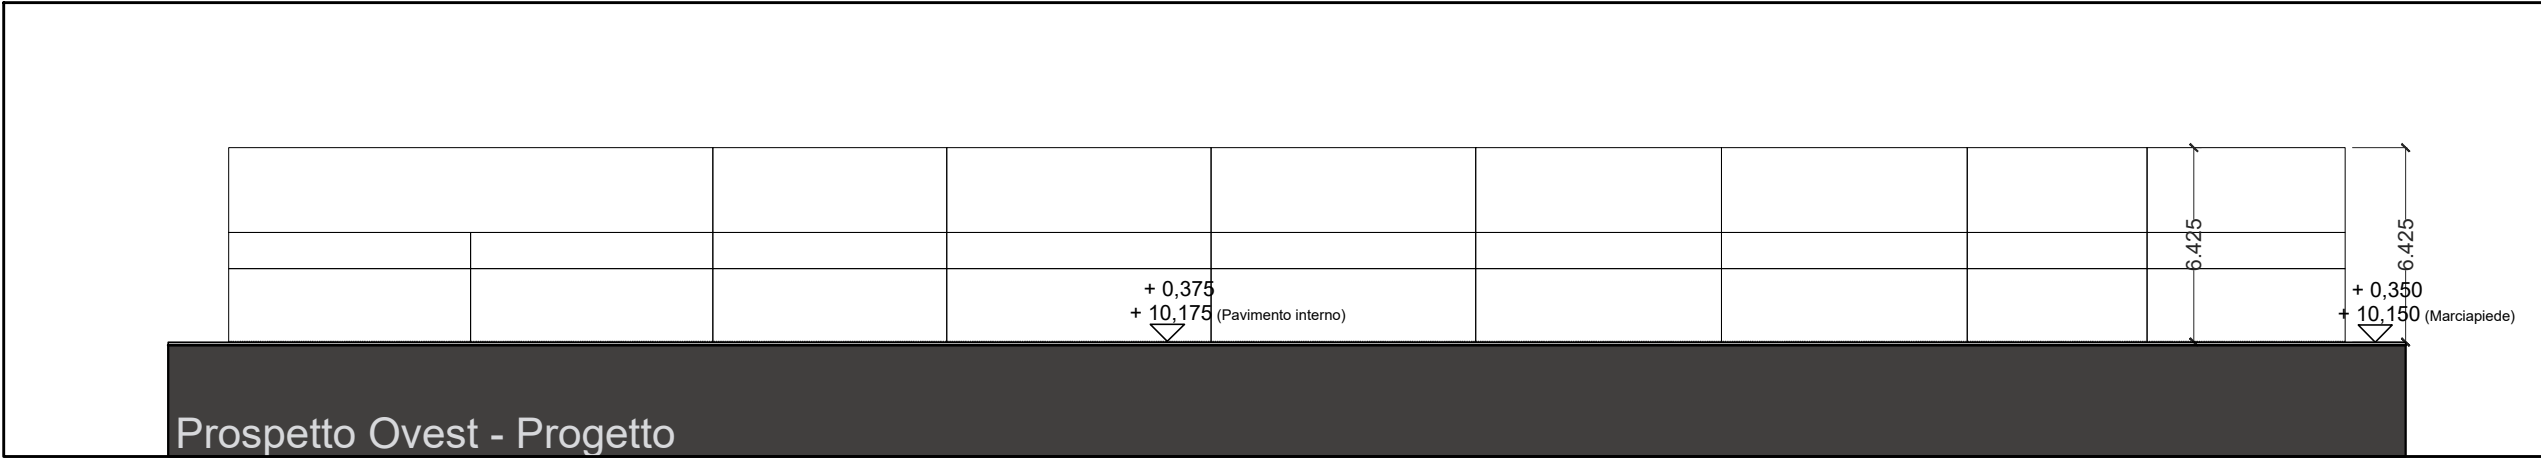 6.425
6.425
+ 0,375
+ 10,175 (Pavimento interno)
+ 0,350
+ 10,150 (Marciapiede)
Prospetto Ovest - Progetto